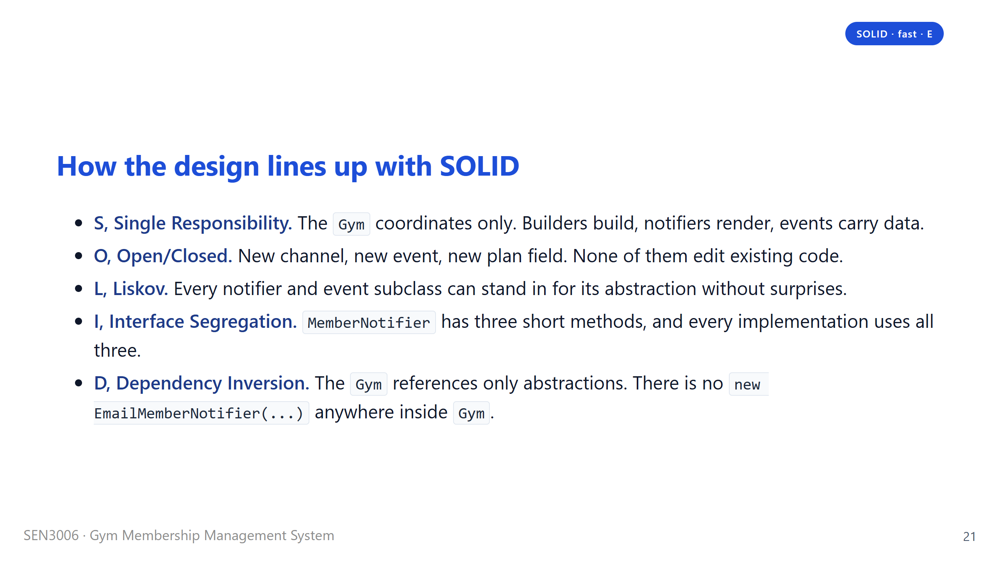 SOLID · fast · E
How the design lines up with SOLID
S, Single Responsibility. The Gym coordinates only. Builders build, notifiers render, events carry data.
O, Open/Closed. New channel, new event, new plan field. None of them edit existing code.
L, Liskov. Every notifier and event subclass can stand in for its abstraction without surprises.
I, Interface Segregation. MemberNotifier has three short methods, and every implementation uses all
three.
D, Dependency Inversion. The Gym references only abstractions. There is no new
EmailMemberNotifier(...) anywhere inside Gym.
SEN3006 · Gym Membership Management System
21